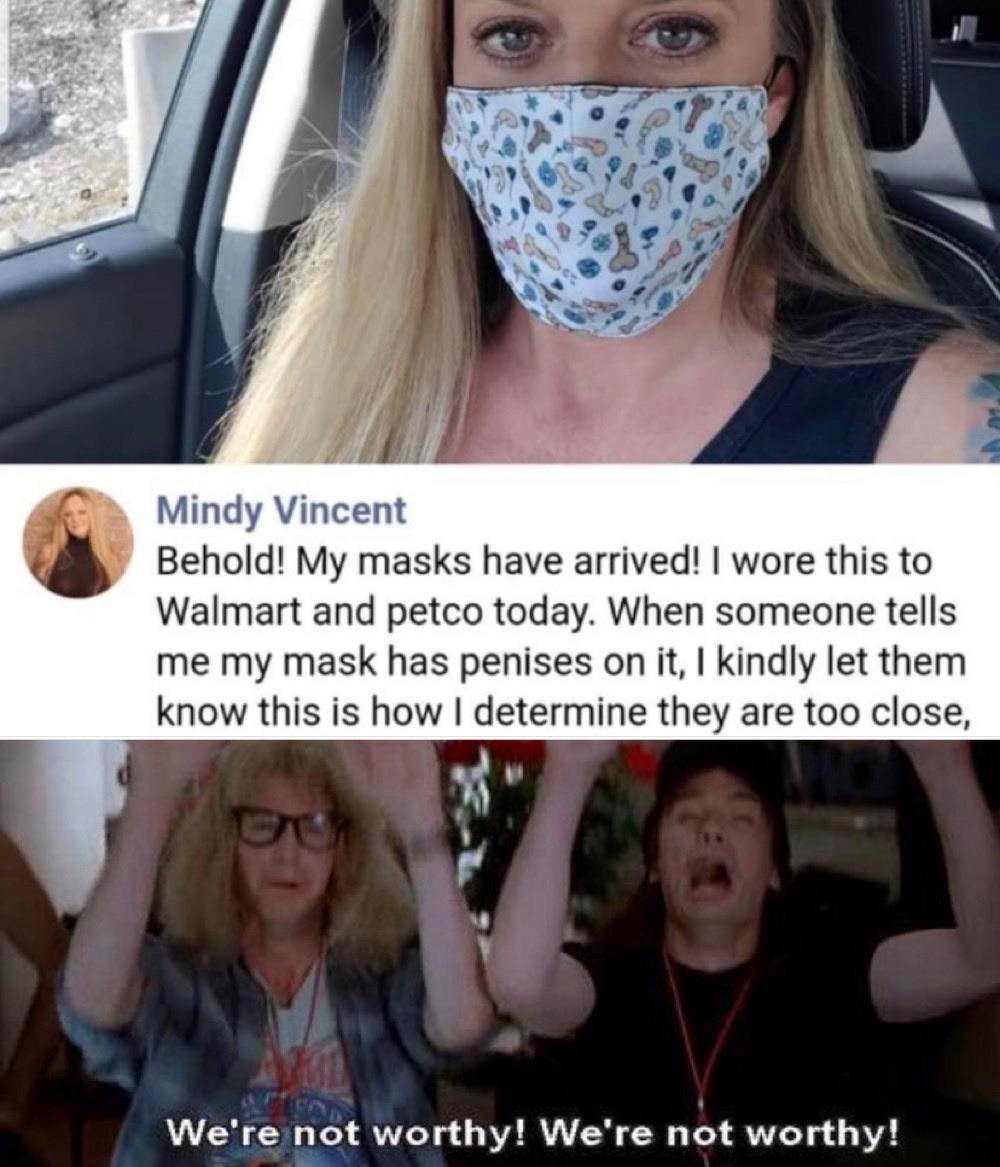 Mindy Vincent
Behold! My masks have arrived! I wore this to
Walmart and petco today. When someone tells
me my mask has penises on it, I kindly let them
know this is how I determine they are too close,
We're not worthy! We're not worthy!